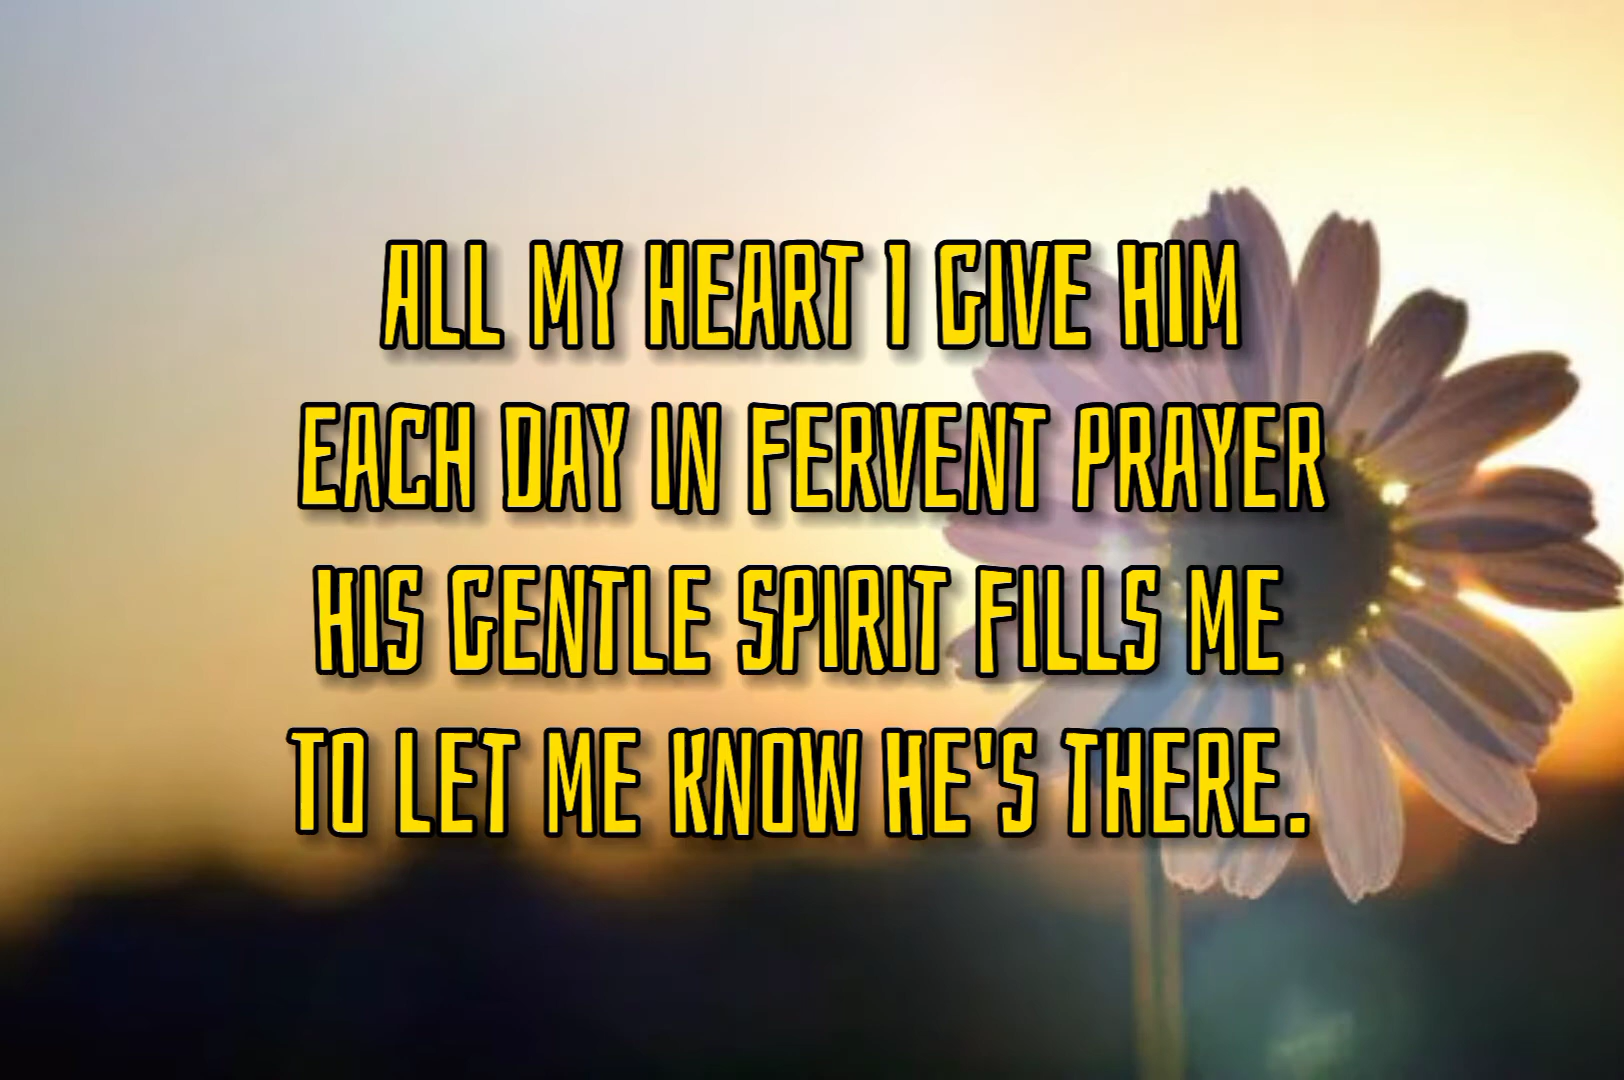 ALL MY HEART I GIVE HIM
EACH DAY IN FERVENT PRAYER
HIS GENTLE SPIRIT FILLS ME
TO LET ME KNOW HE'S THERE.